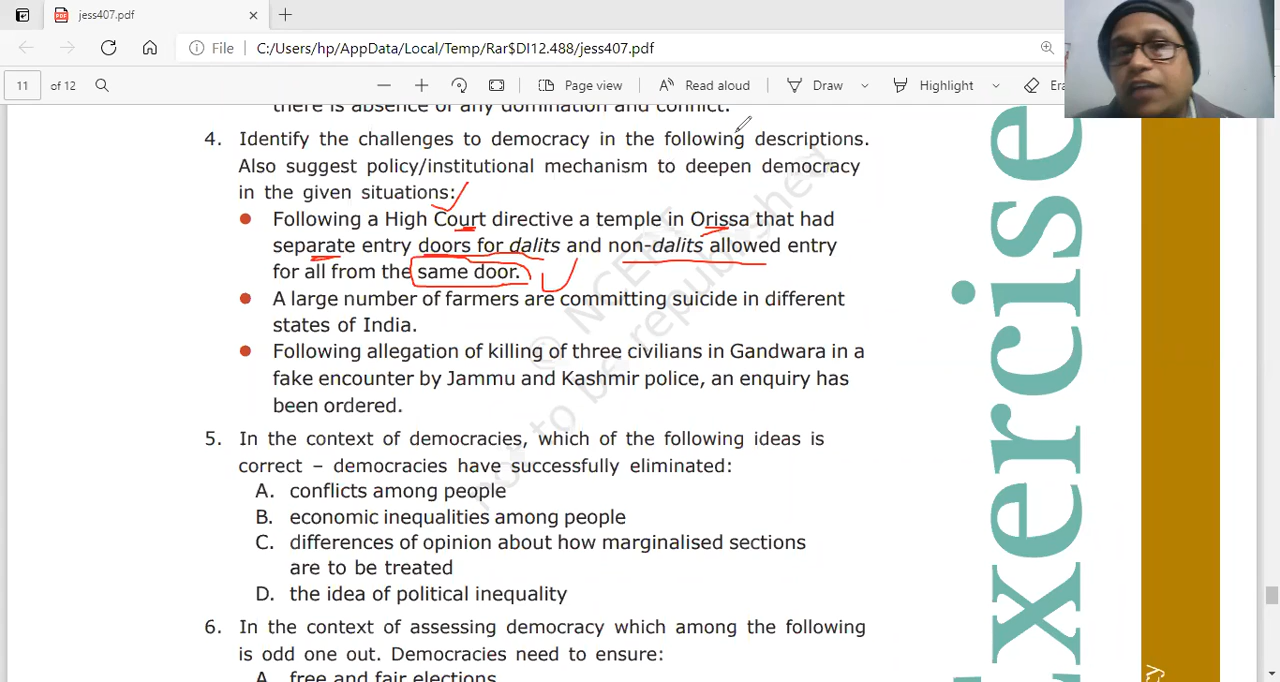 jess407.pdf
File C:/Users/hp/AppData/Local/Temp/Rar$DI12.488/jess407.pdf
11 of 12 Page view Read aloud Draw Highlight
there is absence of any domination and conflict.
4. Identify the challenges to democracy in the following descriptions.
Also suggest policy/institutional mechanism to deepen democracy
in the given situations:
Following a High Court directive a temple in Orissa that had
separate entry doors for dalits and non-dalits allowed entry
for all from the same door.
A large number of farmers are committing suicide in different
states of India.
Following allegation of killing of three civilians in Gandwara in a
fake encounter by Jammu and Kashmir police, an enquiry has
been ordered.
5. In the context of democracies, which of the following ideas is
correct – democracies have successfully eliminated:
A. conflicts among people
B. economic inequalities among people
C. differences of opinion about how marginalised sections
are to be treated
D. the idea of political inequality
6. In the context of assessing democracy which among the following
is odd one out. Democracies need to ensure:
A. free and fair elections
© NCERT
not to be republished
xercise